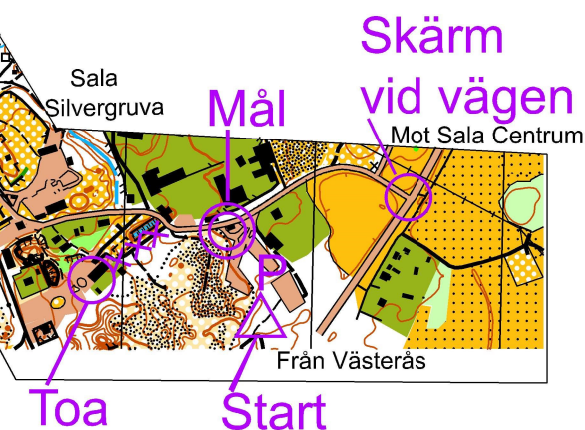 Skärm
vid vägen
Sala
Silvergruva
Mål
Mot Sala Centrum
P
Från Västerås
Toa
Start